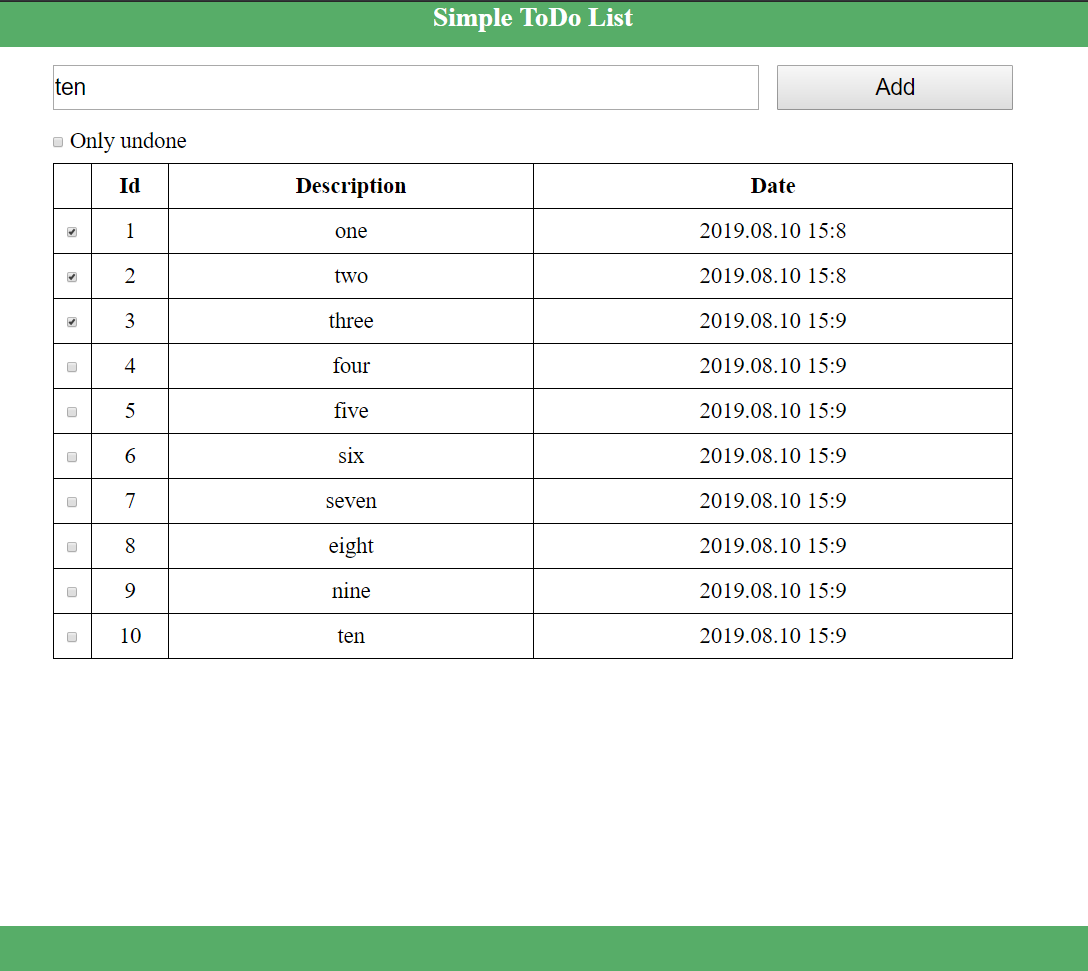 Simple ToDo List
ten
Add
Only undone
Id Description Date
1 one 2019.08.10 15:8
2 two 2019.08.10 15:8
3 three 2019.08.10 15:9
4 four 2019.08.10 15:9
5 five 2019.08.10 15:9
6 six 2019.08.10 15:9
7 seven 2019.08.10 15:9
8 eight 2019.08.10 15:9
9 nine 2019.08.10 15:9
10 ten 2019.08.10 15:9